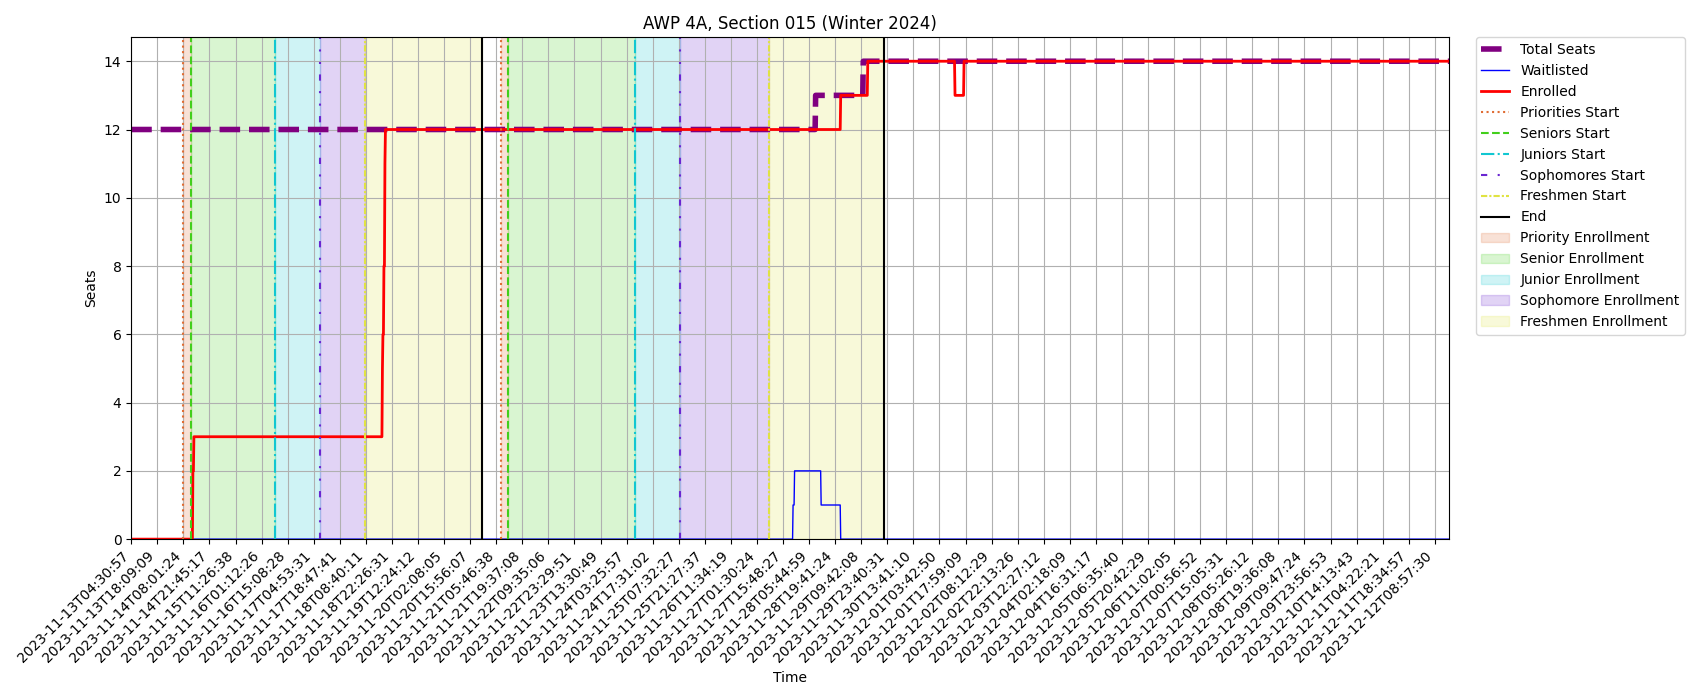 AWP 4A, Section 015 (Winter 2024)
Total Seats
Waitlisted
Enrolled
Priorities Start
Seniors Start
Juniors Start
Sophomores Start
Freshmen Start
End
Priority Enrollment
Senior Enrollment
Junior Enrollment
Sophomore Enrollment
Freshmen Enrollment
Seats
14
12
10
8
6
4
2
0
2023-11-13T04:30:57
2023-11-13T18:09:09
2023-11-14T08:01:24
2023-11-14T21:45:17
2023-11-15T11:26:38
2023-11-16T01:12:26
2023-11-16T15:08:28
2023-11-17T04:53:31
2023-11-17T18:47:41
2023-11-18T08:40:11
2023-11-18T22:26:31
2023-11-19T12:24:12
2023-11-20T02:08:05
2023-11-20T15:56:07
2023-11-21T05:46:38
2023-11-21T19:37:08
2023-11-22T09:35:06
2023-11-22T23:29:51
2023-11-23T13:30:49
2023-11-24T03:25:57
2023-11-24T17:31:02
2023-11-25T07:32:27
2023-11-25T21:27:37
2023-11-26T11:34:19
2023-11-27T01:30:24
2023-11-27T15:48:27
2023-11-28T05:44:59
2023-11-28T19:41:24
2023-11-29T09:42:08
2023-11-29T23:40:31
2023-11-30T13:41:10
2023-12-01T03:42:50
2023-12-01T17:59:09
2023-12-02T08:12:29
2023-12-02T22:13:26
2023-12-03T12:27:12
2023-12-04T02:18:09
2023-12-04T16:31:17
2023-12-05T06:35:40
2023-12-05T20:42:29
2023-12-06T11:02:05
2023-12-07T00:56:52
2023-12-07T15:05:31
2023-12-08T05:26:12
2023-12-08T19:36:08
2023-12-09T09:47:24
2023-12-09T23:56:53
2023-12-10T14:13:43
2023-12-11T04:22:21
2023-12-11T18:34:57
2023-12-12T08:57:30
Time